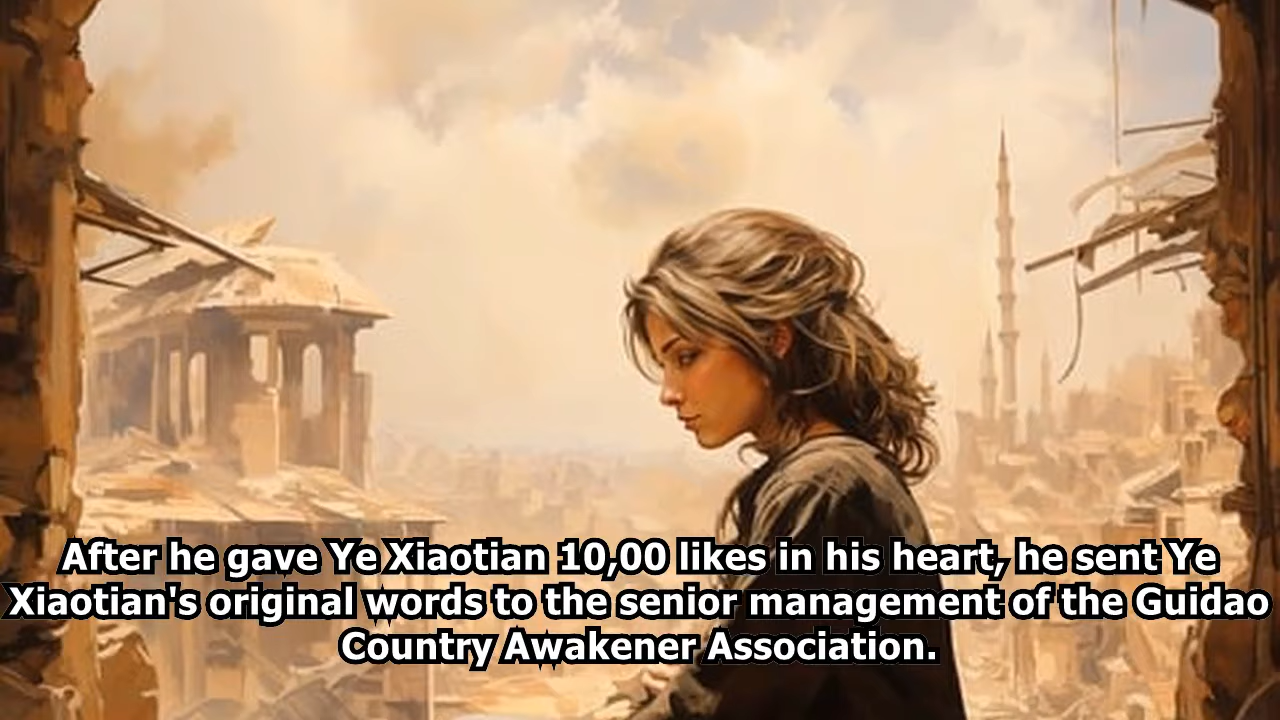 After he gave Ye Xiaotian 10,00 likes in his heart, he sent Ye
Xiaotian's original words to the senior management of the Guidao
Country Awakener Association.